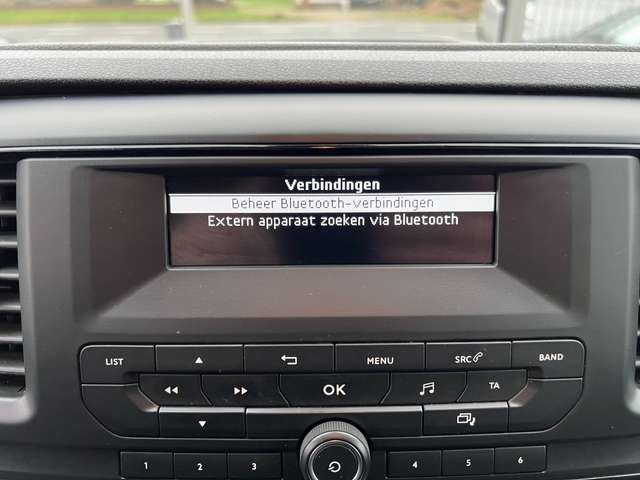 Verbindingen
Beheer Bluetooth-verbindingen
Extern apparaat zoeken via Bluetooth
LIST MENU SRC BAND
OK TA
1 2 3 4 5 6